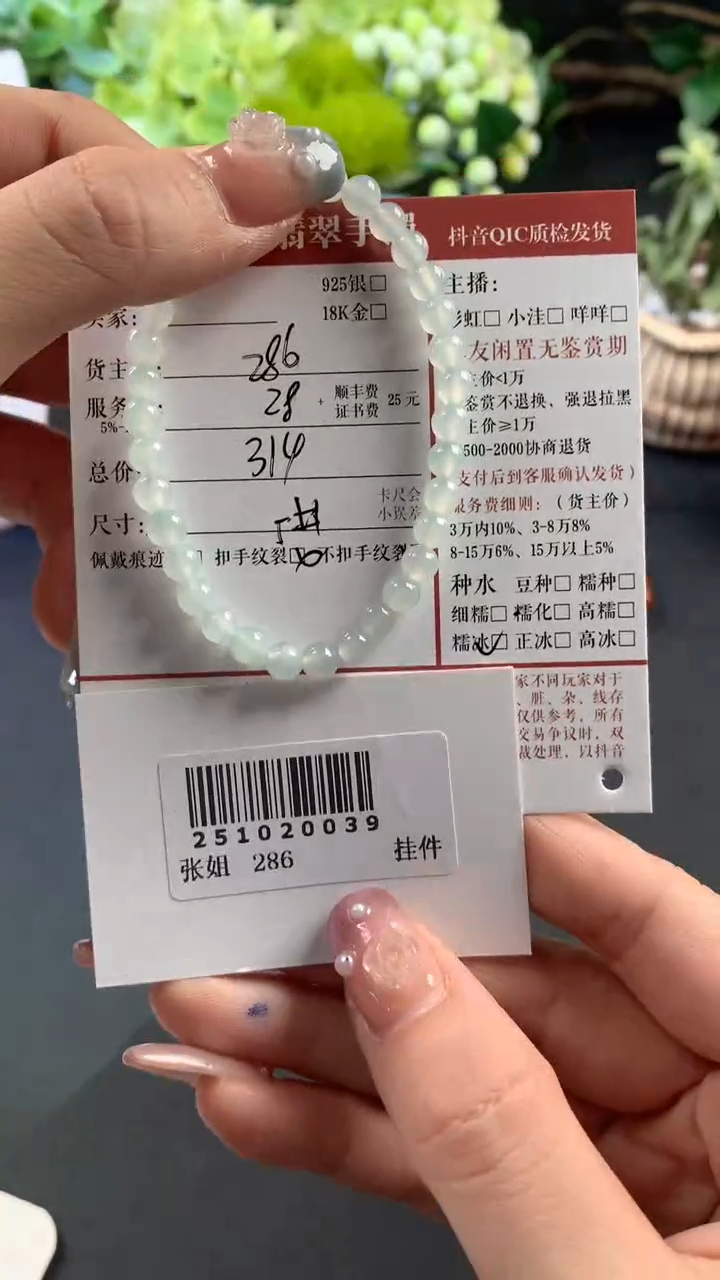 翡翠手
抖音QIC质检发货
925银□
18K金□
买家:
货主
286
服务
28
+ 顺丰费 证书费 25元
5%-
总价:
314
尺寸:
卡尺会
小误差
佩戴痕迹
扣手纹裂□
不扣手纹裂
主播:
彩虹□ 小洼□ 咩咩□
友闲置无鉴赏期
主价<1万
鉴赏不退换、强退拉黑
主价≥1万
500-2000协商退货
支付后到客服确认发货)
服务费细则:(货主价)
3万内10%、3-8万8%
8-15万6%、15万以上5%
种水 豆种□ 糯种□
细糯□ 糯化□ 高糯□
糯冰☑ 正冰□ 高冰□
家不同玩家对于
、脏、杂、线存
仅供参考,所有
交易争议时,双
裁处理,以抖音
251020039
张姐 286 挂件